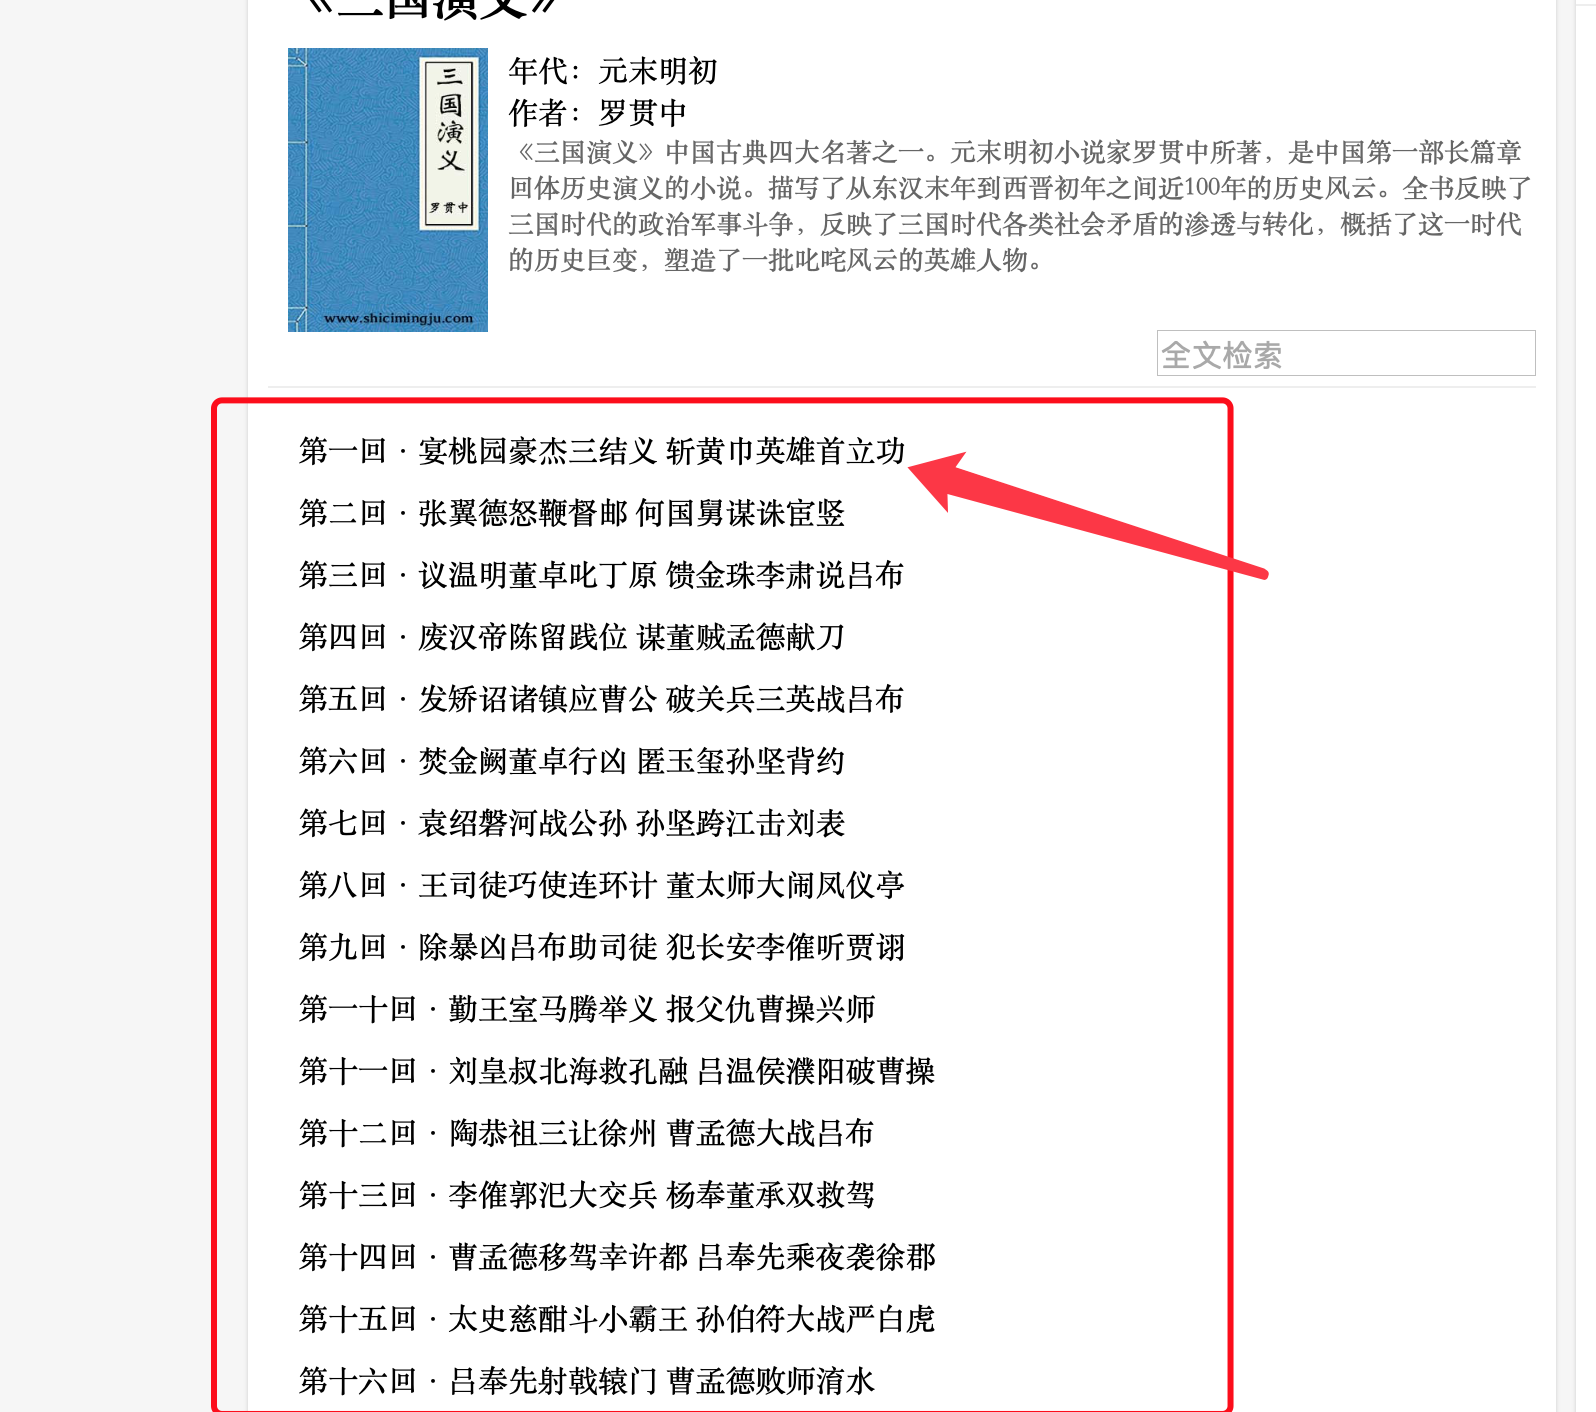 《三国演义》
三国演义
罗贯中
www.shicimingju.com
年代：元末明初
作者：罗贯中
《三国演义》中国古典四大名著之一。元末明初小说家罗贯中所著，是中国第一部长篇章
回体历史演义的小说。描写了从东汉末年到西晋初年之间近100年的历史风云。全书反映了
三国时代的政治军事斗争，反映了三国时代各类社会矛盾的渗透与转化，概括了这一时代
的历史巨变，塑造了一批叱咤风云的英雄人物。
全文检索
第一回·宴桃园豪杰三结义 斩黄巾英雄首立功
第二回·张翼德怒鞭督邮 何国舅谋诛宦竖
第三回·议温明董卓叱丁原 馈金珠李肃说吕布
第四回·废汉帝陈留践位 谋董贼孟德献刀
第五回·发矫诏诸镇应曹公 破关兵三英战吕布
第六回·焚金阙董卓行凶 匿玉玺孙坚背约
第七回·袁绍磐河战公孙 孙坚跨江击刘表
第八回·王司徒巧使连环计 董太师大闹凤仪亭
第九回·除暴凶吕布助司徒 犯长安李傕听贾诩
第一十回·勤王室马腾举义 报父仇曹操兴师
第十一回·刘皇叔北海救孔融 吕温侯濮阳破曹操
第十二回·陶恭祖三让徐州 曹孟德大战吕布
第十三回·李傕郭汜大交兵 杨奉董承双救驾
第十四回·曹孟德移驾幸许都 吕奉先乘夜袭徐郡
第十五回·太史慈酣斗小霸王 孙伯符大战严白虎
第十六回·吕奉先射戟辕门 曹孟德败师淯水